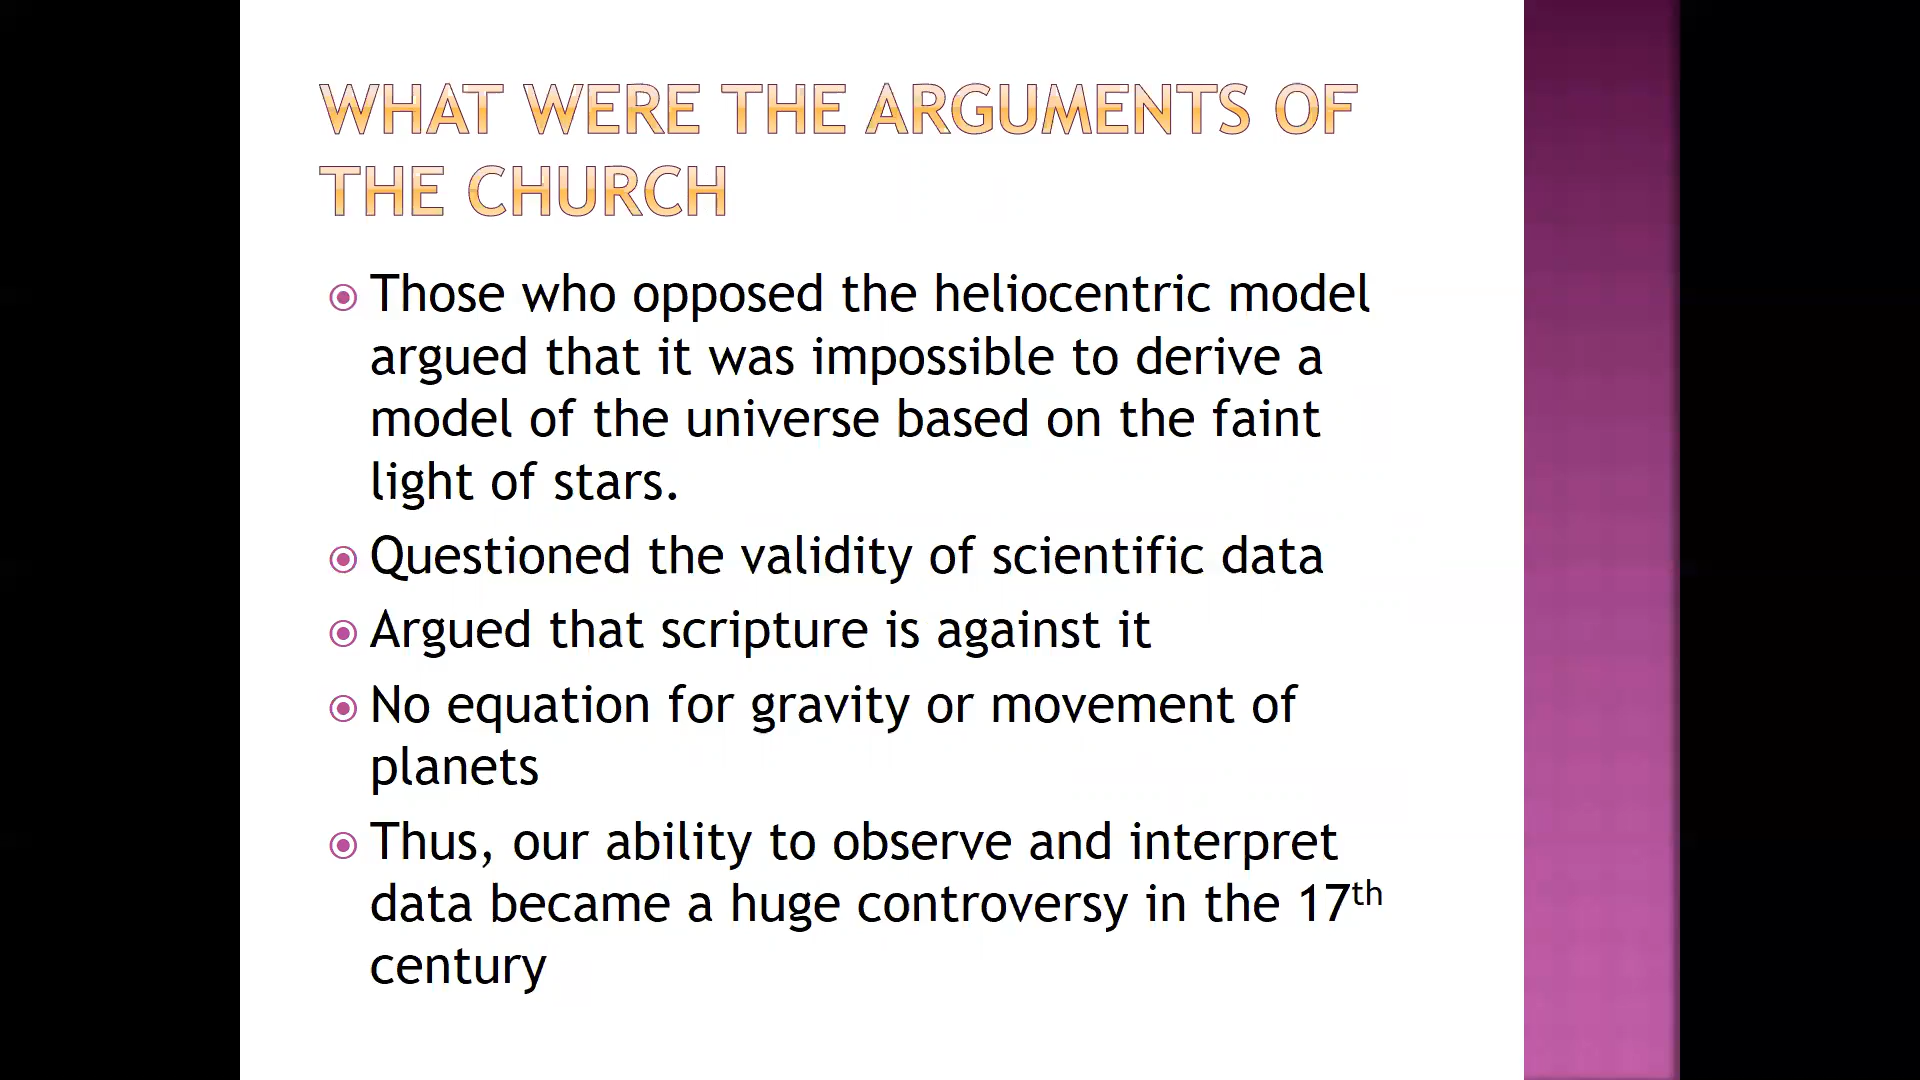 WHAT WERE THE ARGUMENTS OF
THE CHURCH
Those who opposed the heliocentric model
argued that it was impossible to derive a
model of the universe based on the faint
light of stars.
Questioned the validity of scientific data
Argued that scripture is against it
No equation for gravity or movement of
planets
Thus, our ability to observe and interpret
data became a huge controversy in the 17th
century